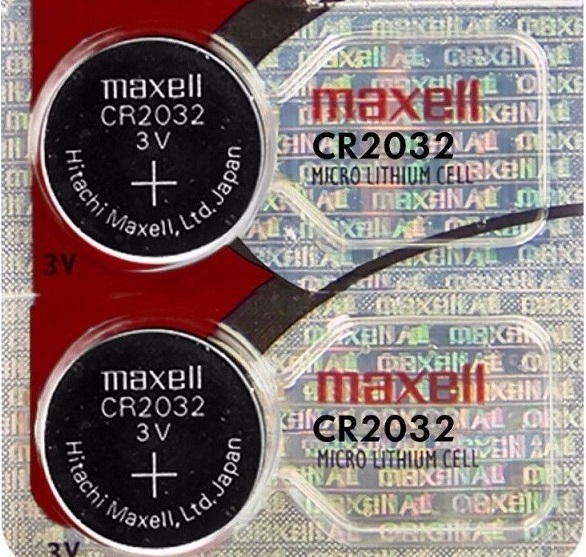 maxell
CR2032
3V
+
Hitachi Maxell, Ltd. Japan
maxell
CR2032
MICRO LITHIUM CELL
3V
maxell
CR2032
3V
+
Hitachi Maxell, Ltd. Japan
maxell
CR2032
MICRO LITHIUM CELL
3V